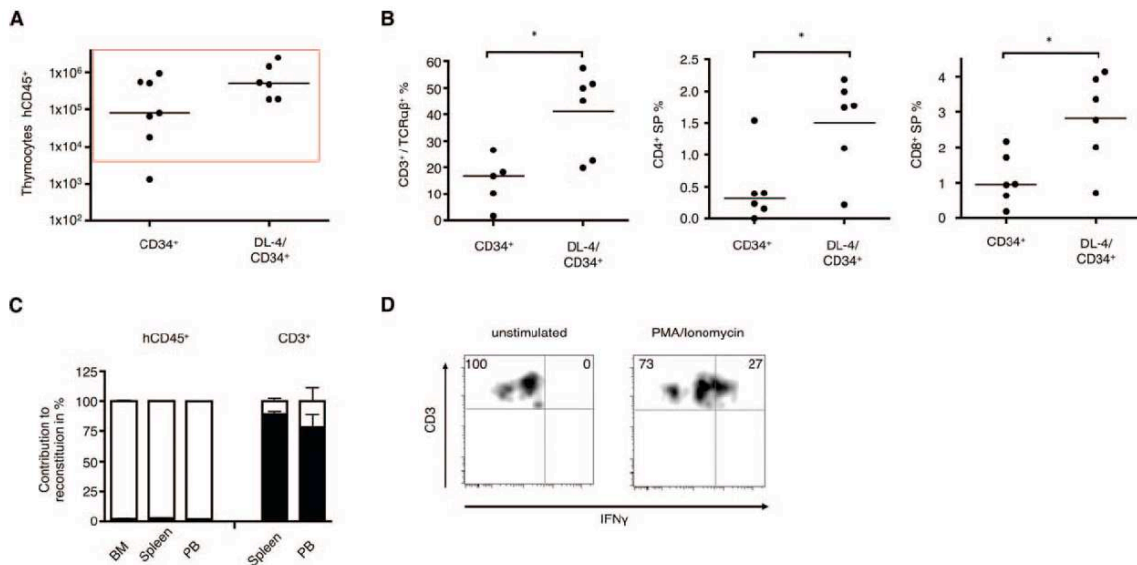 A
Thymocytes hCD45⁺
1x10⁶
1x10⁵
1x10⁴
1x10³
1x10²
CD34⁺
DL-4/
CD34⁺
B
*
CD3⁺ / TCRαβ⁺ %
60
50
40
30
20
10
0
CD34⁺
DL-4/
CD34⁺
*
CD4⁺ SP %
2.5
2.0
1.5
1.0
0.5
0.0
CD34⁺
DL-4/
CD34⁺
*
CD8⁺ SP %
4
3
2
1
0
CD34⁺
DL-4/
CD34⁺
C
hCD45⁺
CD3⁺
Contribution to
reconstituion in %
125
100
75
50
25
0
BM
Spleen
PB
Spleen
PB
D
unstimulated
PMA/Ionomycin
100
0
73
27
CD3
IFNγ